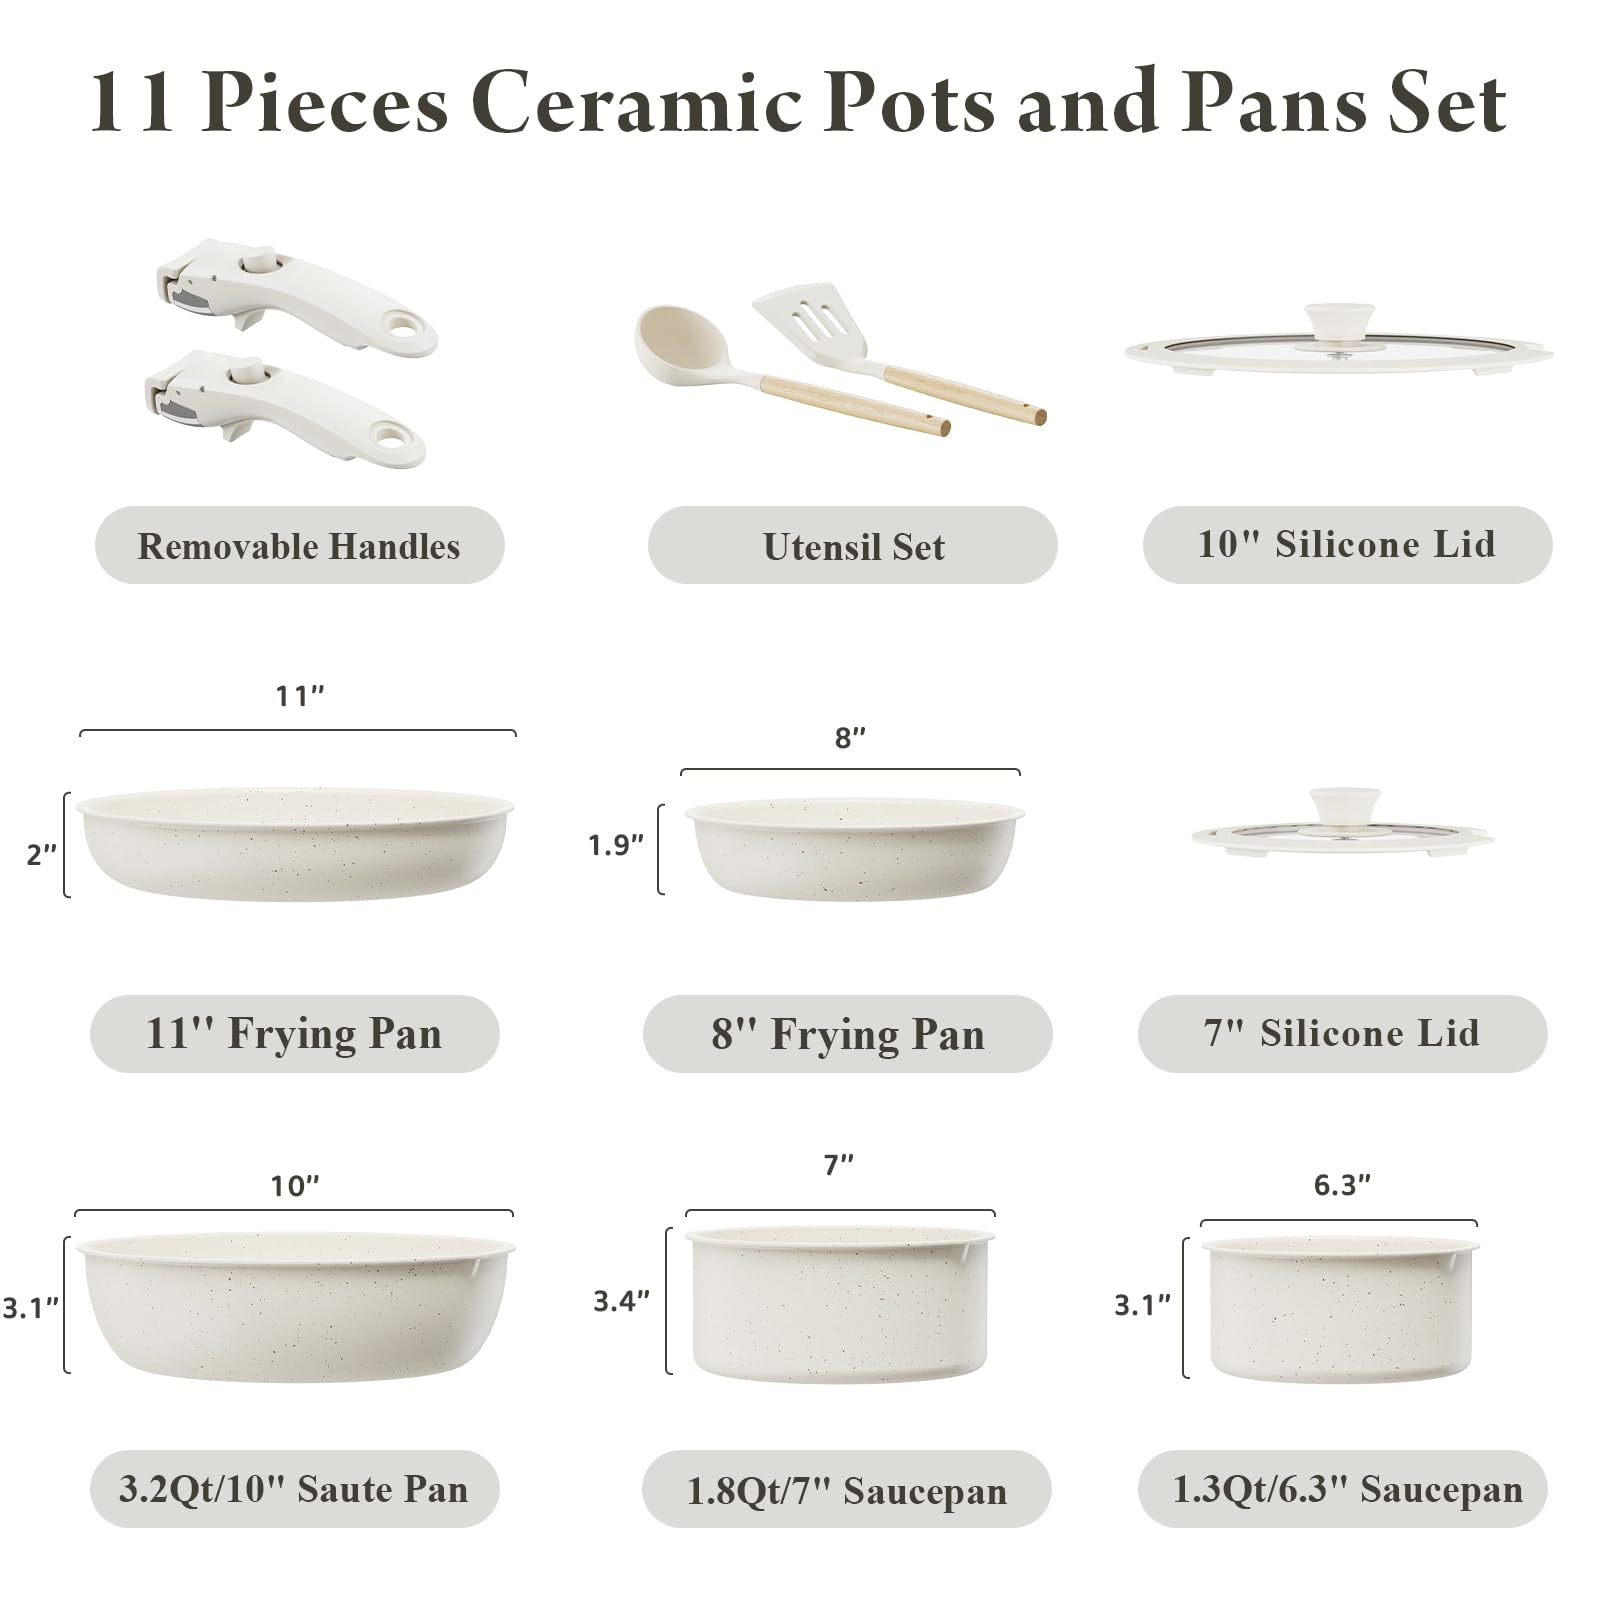 11 Pieces Ceramic Pots and Pans Set
Removable Handles
Utensil Set
10" Silicone Lid
11"
2"
8"
1.9"
11" Frying Pan
8" Frying Pan
7" Silicone Lid
10"
3.1"
7"
3.4"
6.3"
3.1"
3.2Qt/10" Saute Pan
1.8Qt/7" Saucepan
1.3Qt/6.3" Saucepan